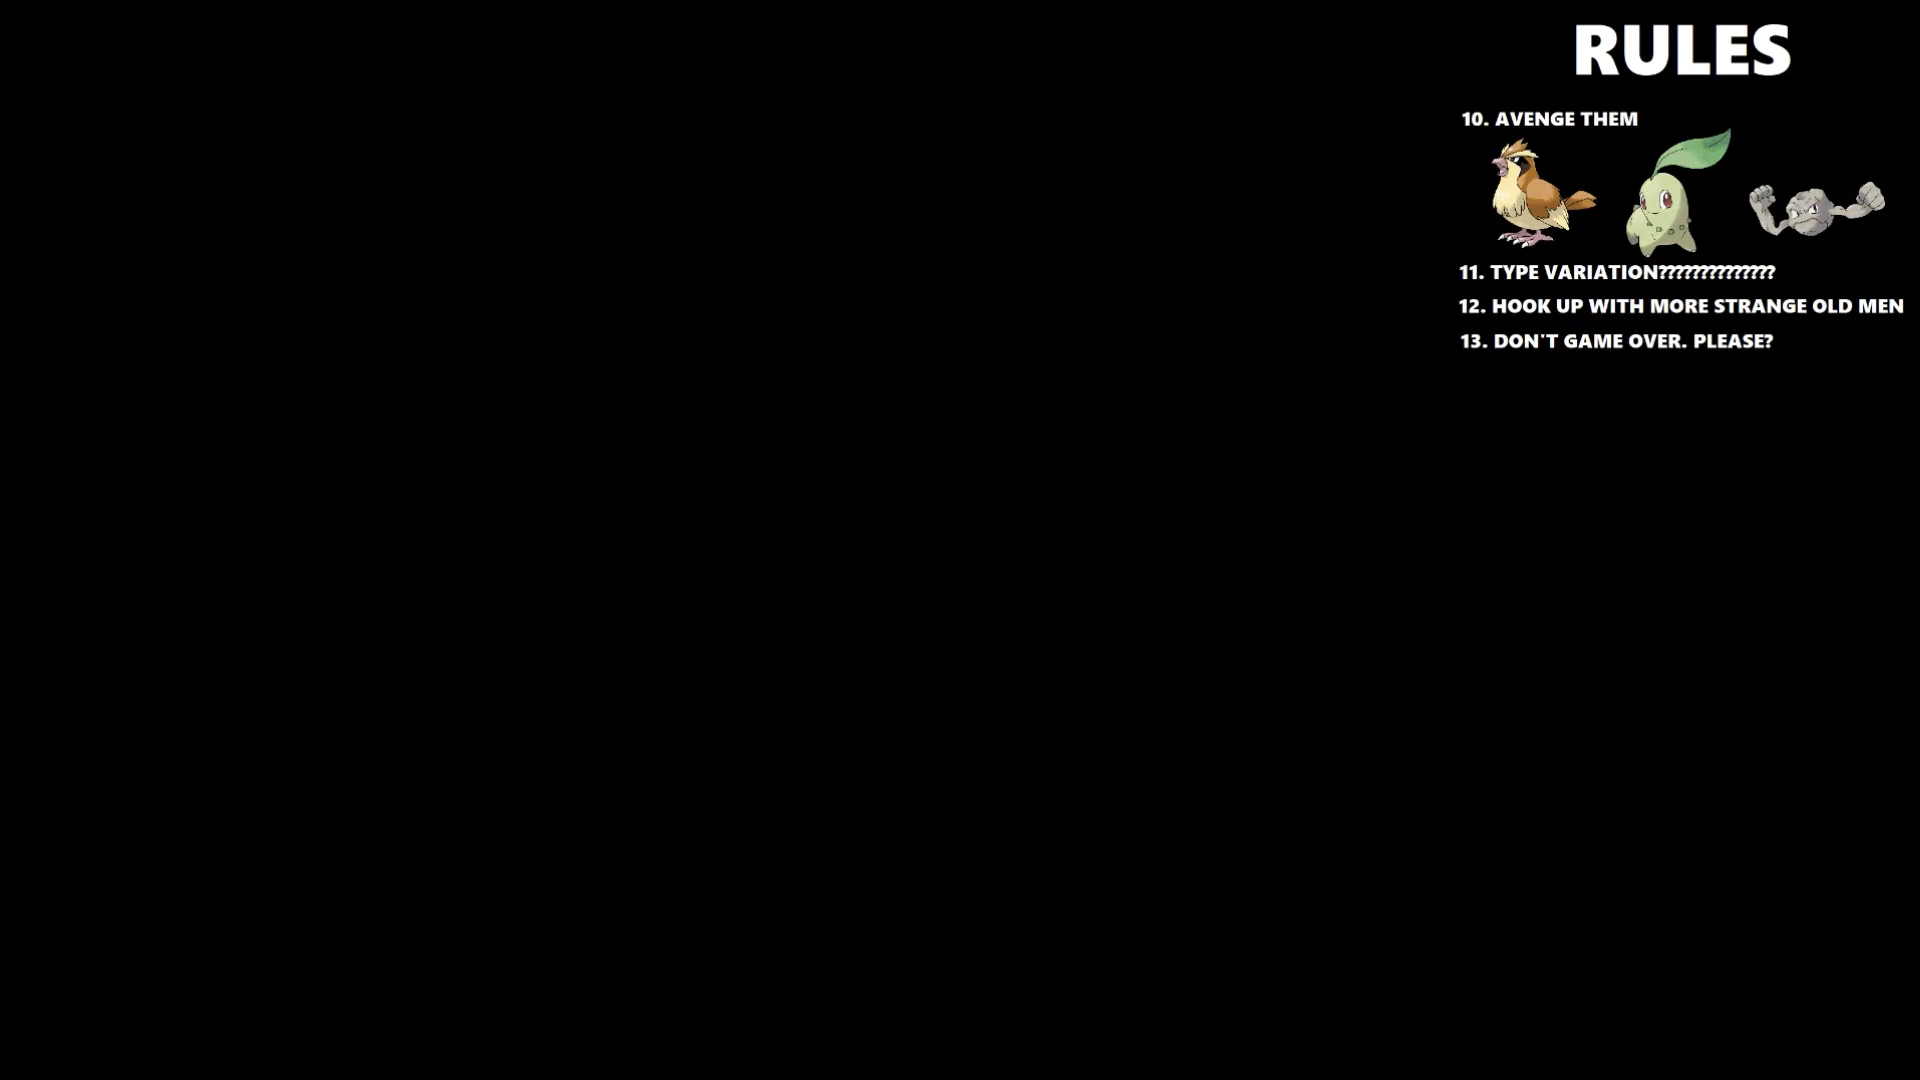 RULES
10. AVENGE THEM
11. TYPE VARIATION??????????????
12. HOOK UP WITH MORE STRANGE OLD MEN
13. DON'T GAME OVER. PLEASE?